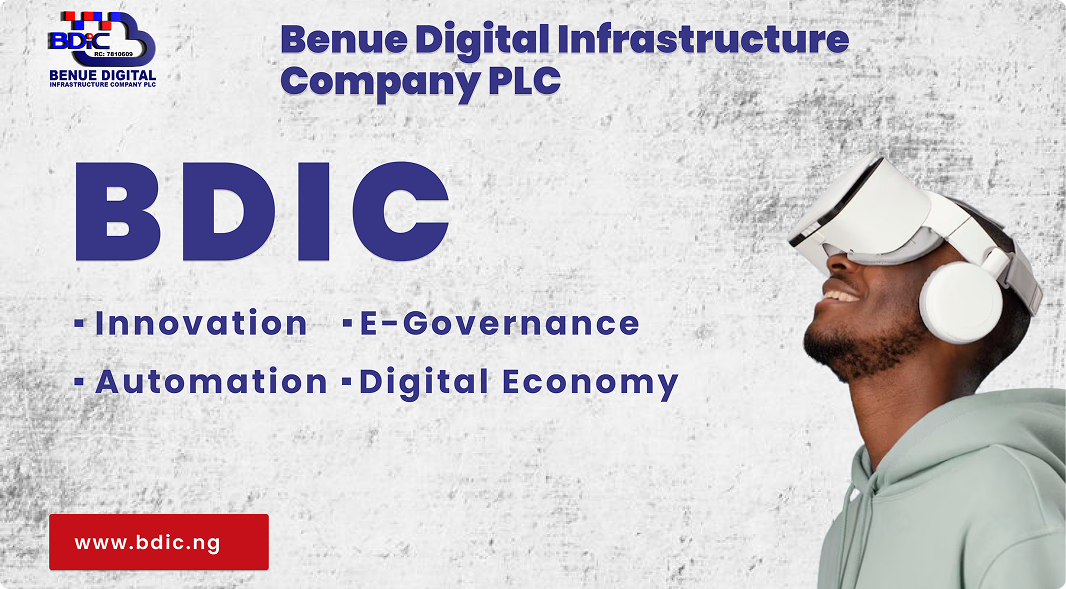 BDiC
RC: 7810609
BENUE DIGITAL
INFRASTRUCTURE COMPANY PLC
Benue Digital Infrastructure
Company PLC
BDIC
▪ Innovation ▪ E-Governance
▪ Automation ▪ Digital Economy
www.bdic.ng